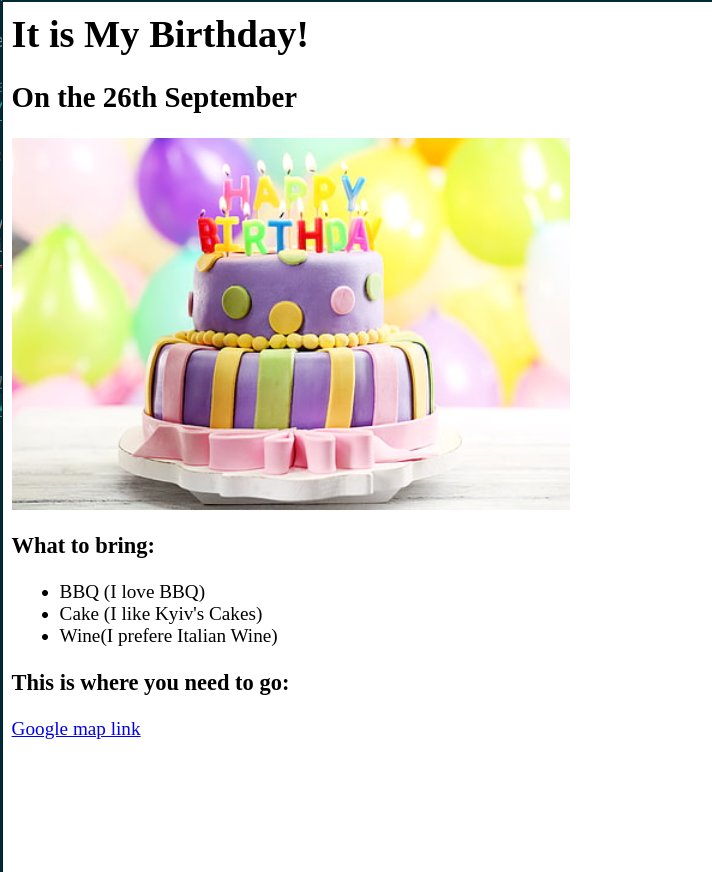 It is My Birthday!
On the 26th September
HAPPY
BIRTHDAY
What to bring:
BBQ (I love BBQ)
Cake (I like Kyiv's Cakes)
Wine(I prefere Italian Wine)
This is where you need to go:
Google map link